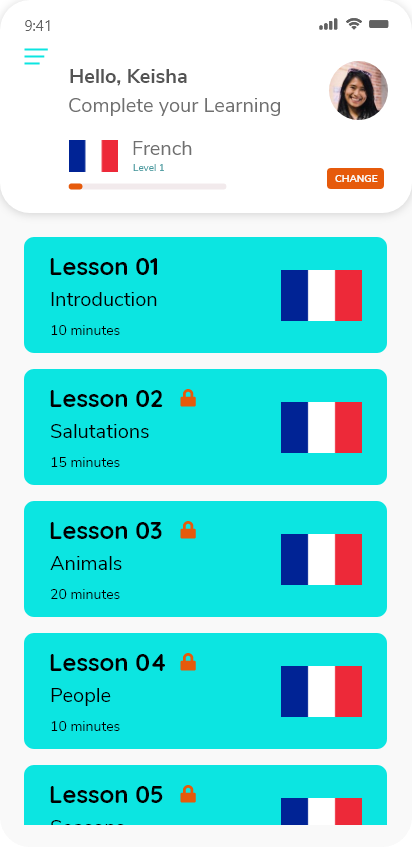 9:41
Hello, Keisha
Complete your Learning
French
Level 1
CHANGE
Lesson 01
Introduction
10 minutes
Lesson 02
Salutations
15 minutes
Lesson 03
Animals
20 minutes
Lesson 04
People
10 minutes
Lesson 05